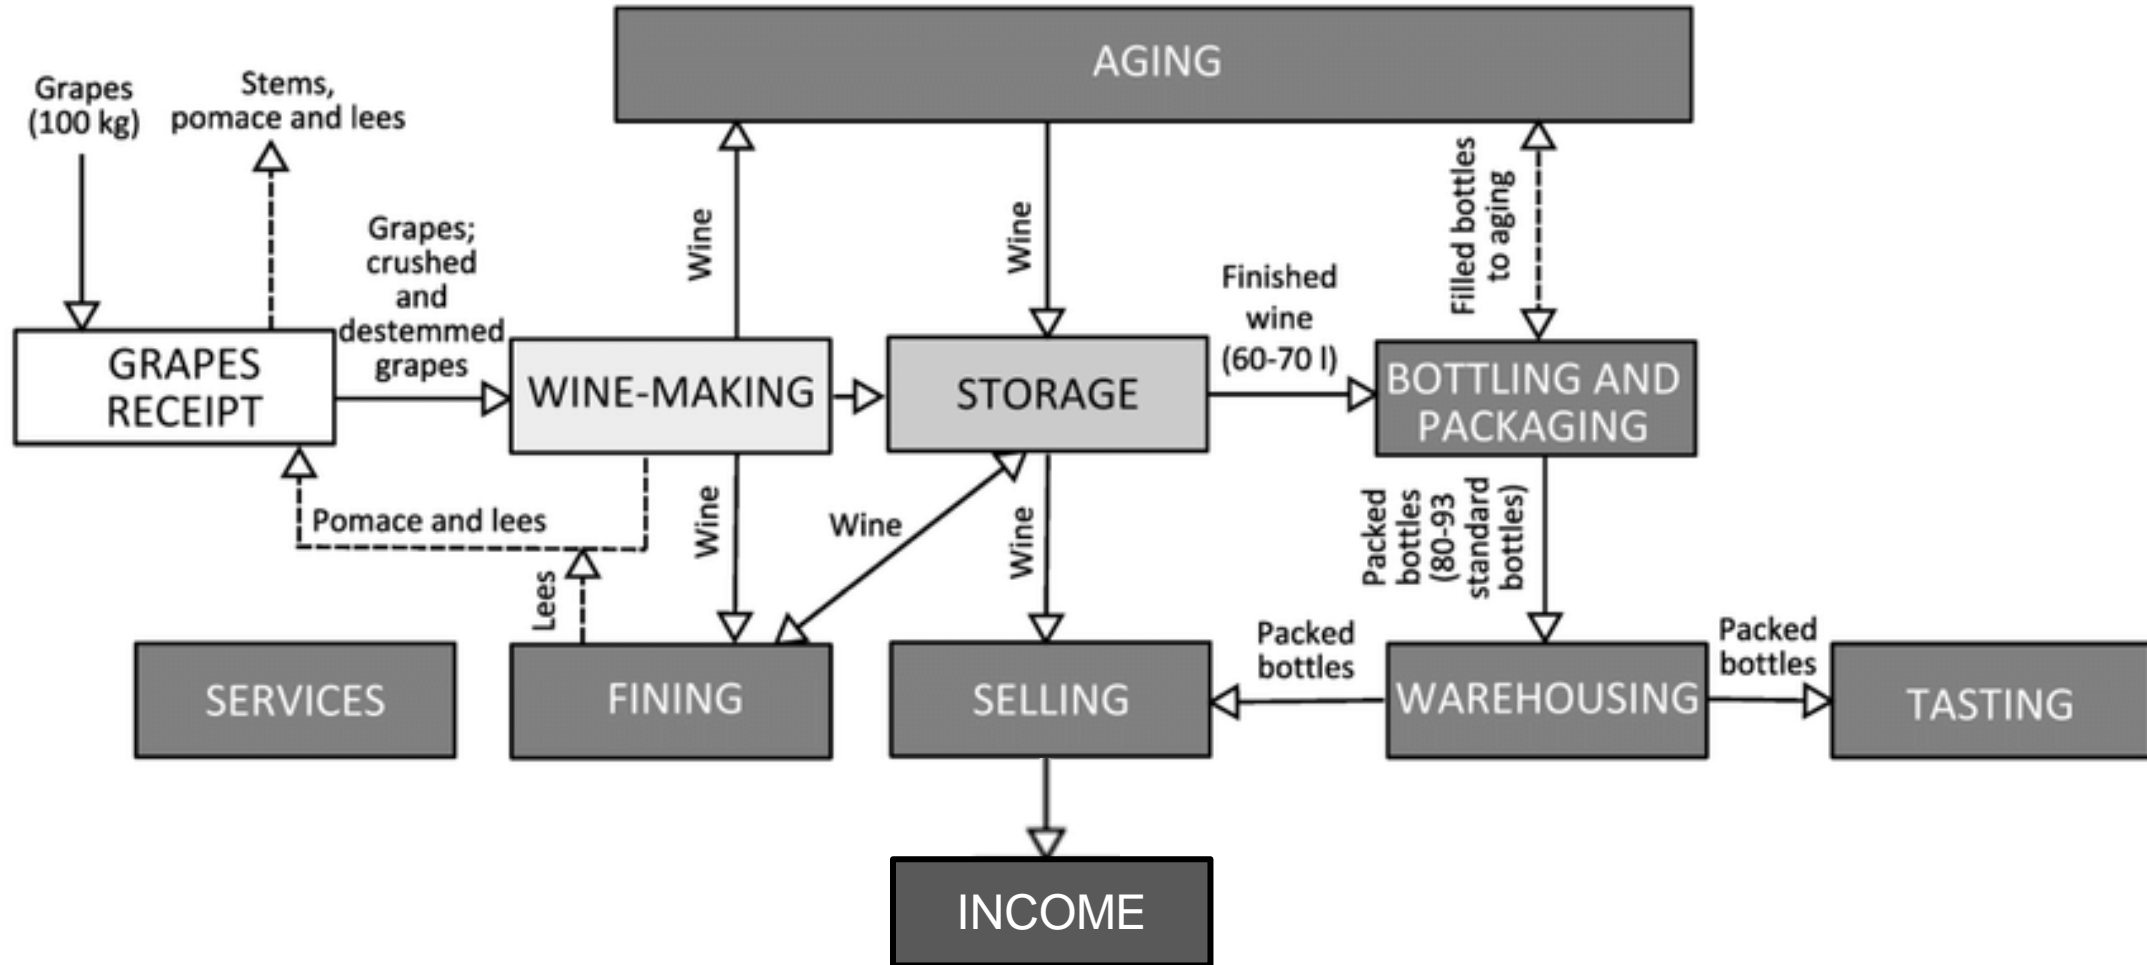 AGING
Grapes
(100 kg)
Stems,
pomace and lees
Grapes;
crushed
and
destemmed
grapes
Wine
Wine
Finished
wine
(60-70 l)
Filled bottles
to aging
GRAPES
RECEIPT
WINE-MAKING
STORAGE
BOTTLING AND
PACKAGING
Pomace and lees
Lees
Wine
Wine
Wine
Packed
bottles
(80-93
standard
bottles)
Packed
bottles
Packed
bottles
SERVICES
FINING
SELLING
WAREHOUSING
TASTING
INCOME